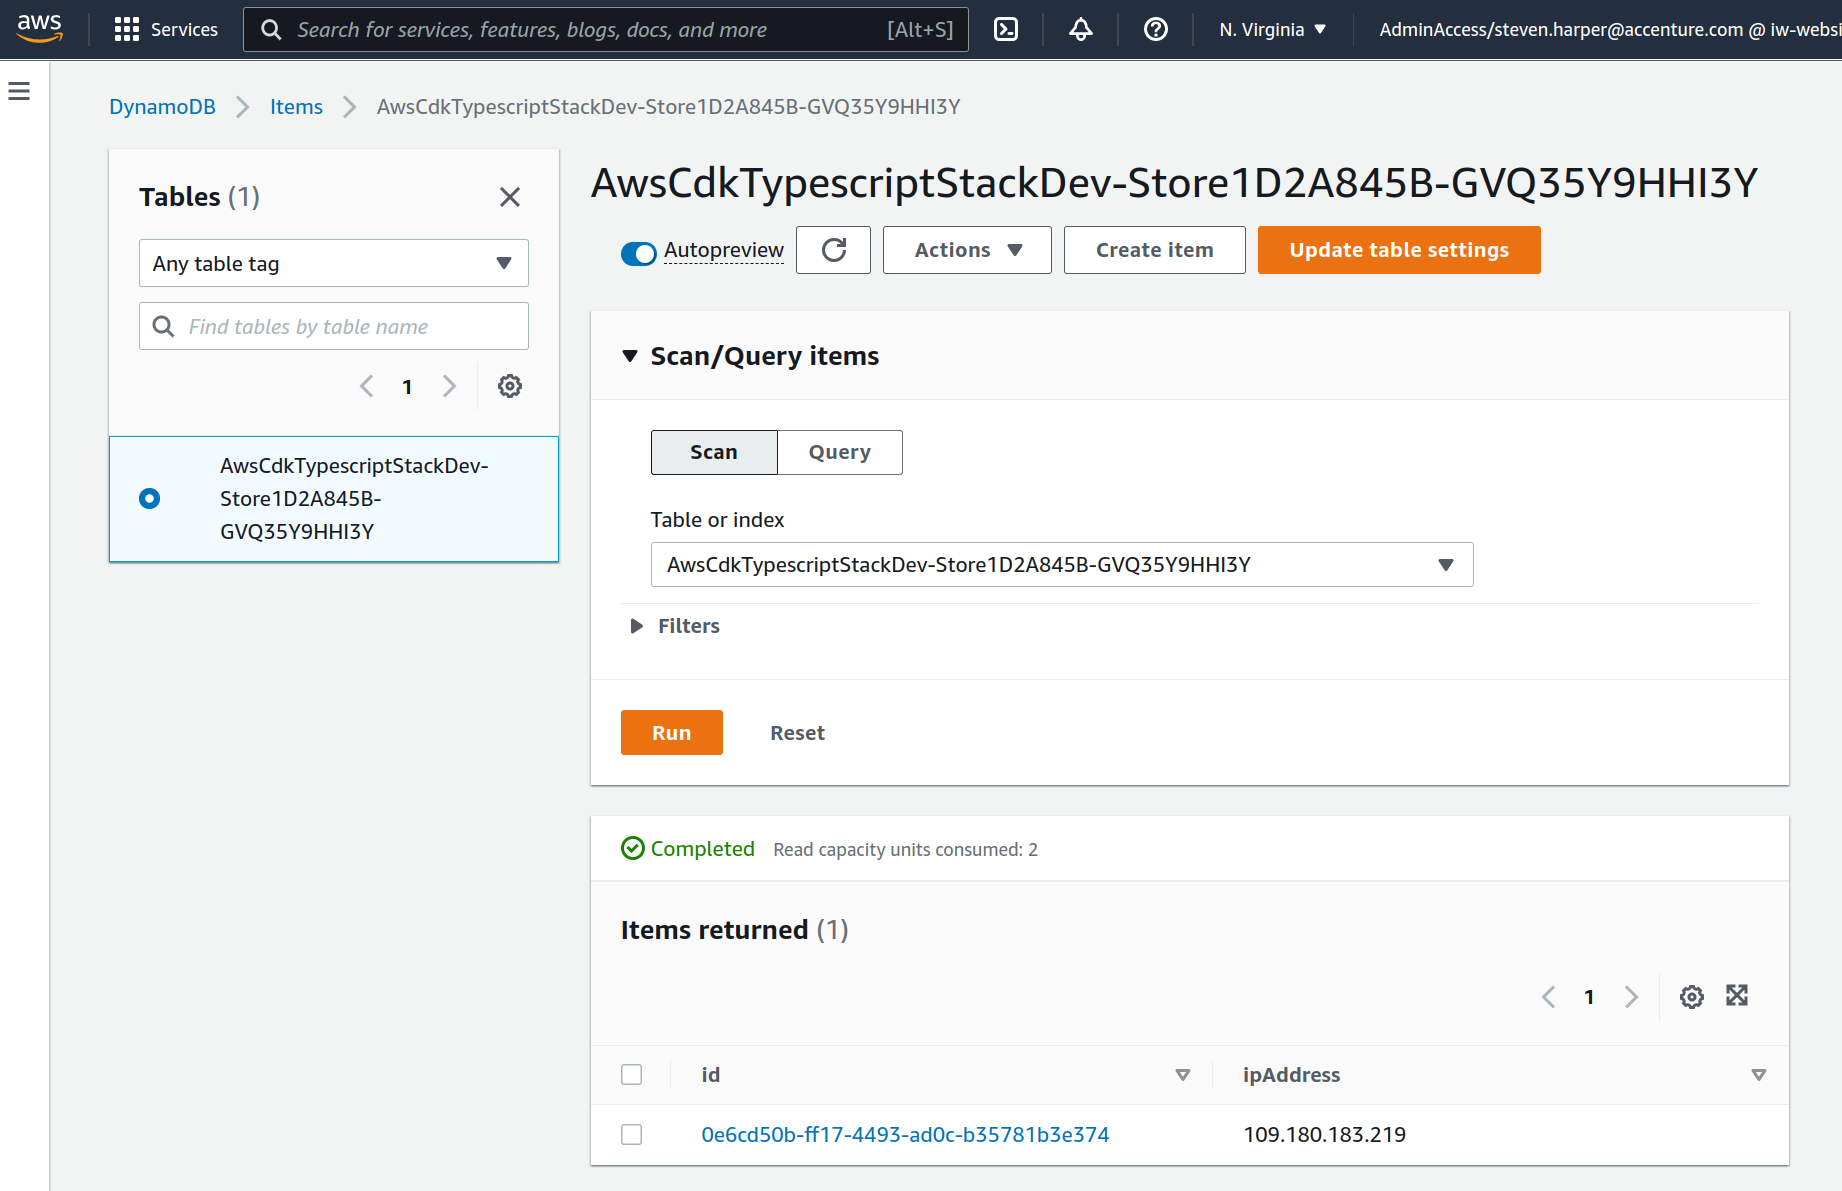 aws
Services
Search for services, features, blogs, docs, and more
[Alt+S]
N. Virginia
AdminAccess/steven.harper@accenture.com @ iw-websi
DynamoDB
Items
AwsCdkTypescriptStackDev-Store1D2A845B-GVQ35Y9HHI3Y
Tables (1)
Any table tag
Find tables by table name
1
AwsCdkTypescriptStackDev-
Store1D2A845B-
GVQ35Y9HHI3Y
AwsCdkTypescriptStackDev-Store1D2A845B-GVQ35Y9HHI3Y
Autopreview
Actions
Create item
Update table settings
Scan/Query items
Scan
Query
Table or index
AwsCdkTypescriptStackDev-Store1D2A845B-GVQ35Y9HHI3Y
Filters
Run
Reset
Completed
Read capacity units consumed: 2
Items returned (1)
1
id
ipAddress
0e6cd50b-ff17-4493-ad0c-b35781b3e374
109.180.183.219